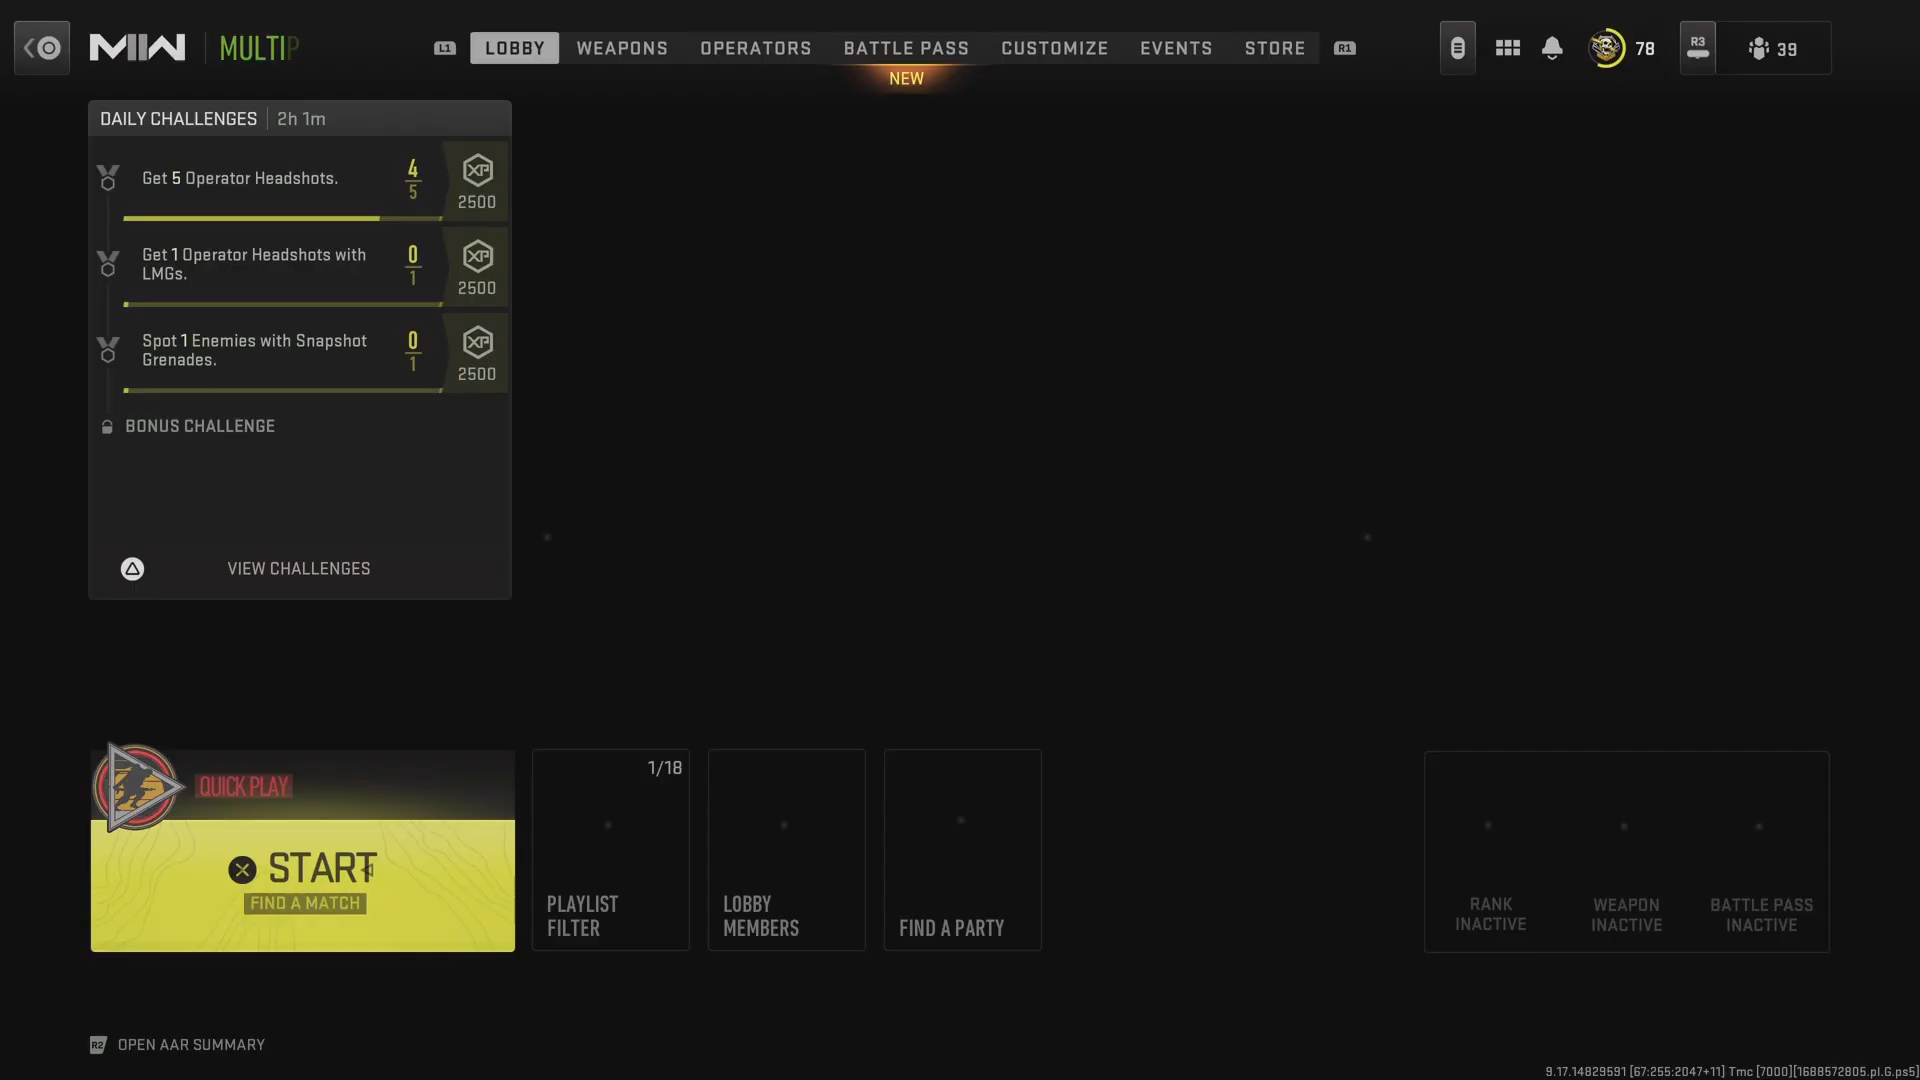 MW MULTIP
L1 LOBBY WEAPONS OPERATORS BATTLE PASS CUSTOMIZE EVENTS STORE R1
NEW
78
R3
39
DAILY CHALLENGES 2h 1m
Get 5 Operator Headshots.
4
5
XP
2500
Get 1 Operator Headshots with
LMGs.
0
1
XP
2500
Spot 1 Enemies with Snapshot
Grenades.
0
1
XP
2500
BONUS CHALLENGE
VIEW CHALLENGES
QUICK PLAY
START
FIND A MATCH
1/18
PLAYLIST
FILTER
LOBBY
MEMBERS
FIND A PARTY
RANK
INACTIVE
WEAPON
INACTIVE
BATTLE PASS
INACTIVE
R2 OPEN AAR SUMMARY
9.17.14829591 [67:255:2047+11] Tmc [7000][1688572805.pl.G.ps5]